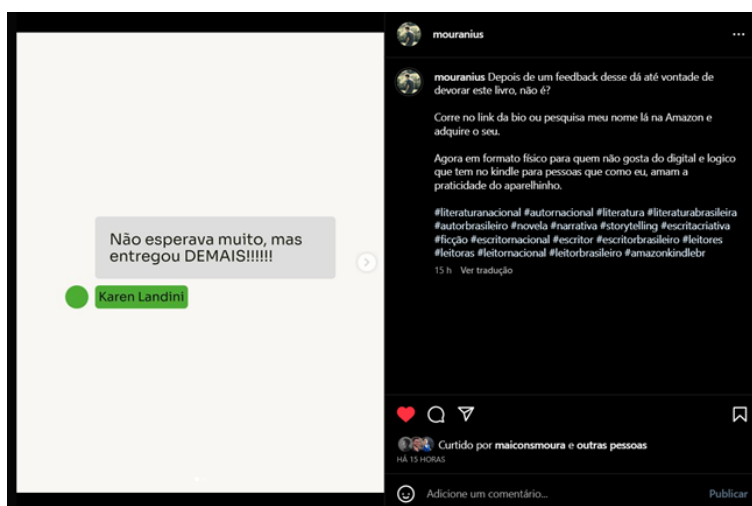 Não esperava muito, mas
entregou DEMAIS!!!!!!
Karen Landini
mouranius
mouranius Depois de um feedback desse dá até vontade de
devorar este livro, não é?
Corre no link da bio ou pesquisa meu nome lá na Amazon e
adquire o seu.
Agora em formato físico para quem não gosta do digital e logico
que tem no kindle para pessoas que como eu, amam a
praticidade do aparelhinho.
#literaturanacional #autornacional #literatura #literaturabrasileira
#autorbrasileiro #novela #narrativa #storytelling #escritacriativa
#ficção #escritornacional #escritor #escritorbrasileiro #leitores
#leitoras #leitornacional #leitorbrasileiro #amazonkindlebr
15 h Ver tradução
Curtido por maiconsmoura e outras pessoas
HÁ 15 HORAS
Adicione um comentário...
Publicar